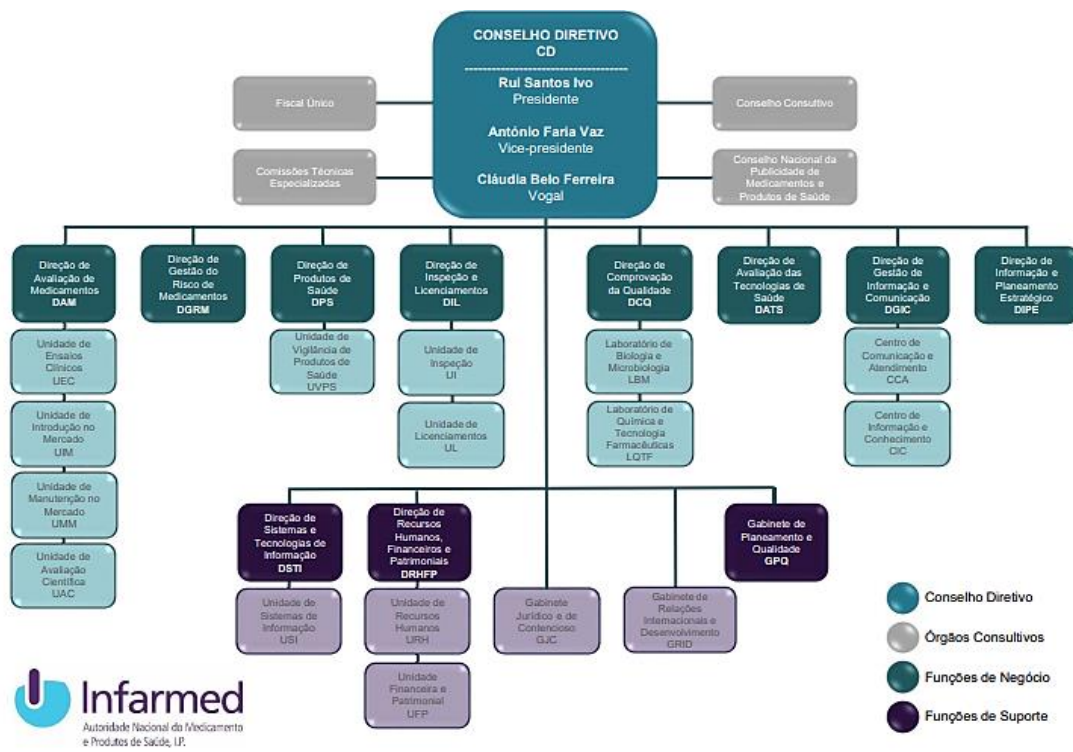 CONSELHO DIRETIVO
CD
Rui Santos Ivo
Presidente
António Faria Vaz
Vice-presidente
Cláudia Belo Ferreira
Vogal
Fiscal Único
Conselho Consultivo
Comissões Técnicas
Especializadas
Conselho Nacional da
Publicidade de
Medicamentos e
Produtos de Saúde
Direção de
Avaliação de
Medicamentos
DAM
Direção de
Gestão do
Risco de
Medicamentos
DGRM
Direção de
Produtos de
Saúde
DPS
Direção de
Inspeção e
Licenciamentos
DIL
Direção de
Comprovação
da Qualidade
DCQ
Direção de
Avaliação das
Tecnologias de
Saúde
DATS
Direção de
Gestão de
Informação e
Comunicação
DGIC
Direção de
Informação e
Planeamento
Estratégico
DIPE
Unidade de
Ensaios
Clínicos
UEC
Unidade de
Introdução no
Mercado
UIM
Unidade de
Manutenção no
Mercado
UMM
Unidade de
Avaliação
Científica
UAC
Unidade de
Vigilância de
Produtos de
Saúde
UVPS
Unidade de
Inspeção
UI
Unidade de
Licenciamentos
UL
Laboratório de
Biologia e
Microbiologia
LBM
Laboratório de
Química e
Tecnologia
Farmacêuticas
LQTF
Centro de
Comunicação e
Atendimento
CCA
Centro de
Informação e
Conhecimento
CIC
Direção de
Sistemas e
Tecnologias de
Informação
DSTI
Direção de
Recursos
Humanos,
Financeiros e
Patrimoniais
DRHFP
Gabinete de
Planeamento e
Qualidade
GPQ
Unidade de
Sistemas de
Informação
USI
Unidade de
Recursos
Humanos
URH
Unidade
Financeira e
Patrimonial
UFP
Gabinete
Jurídico e de
Contencioso
GJC
Gabinete de
Relações
Internacionais e
Desenvolvimento
GRID
Conselho Diretivo
Órgãos Consultivos
Funções de Negócio
Funções de Suporte
Infarmed
Autoridade Nacional do Medicamento
e Produtos de Saúde, I.P.